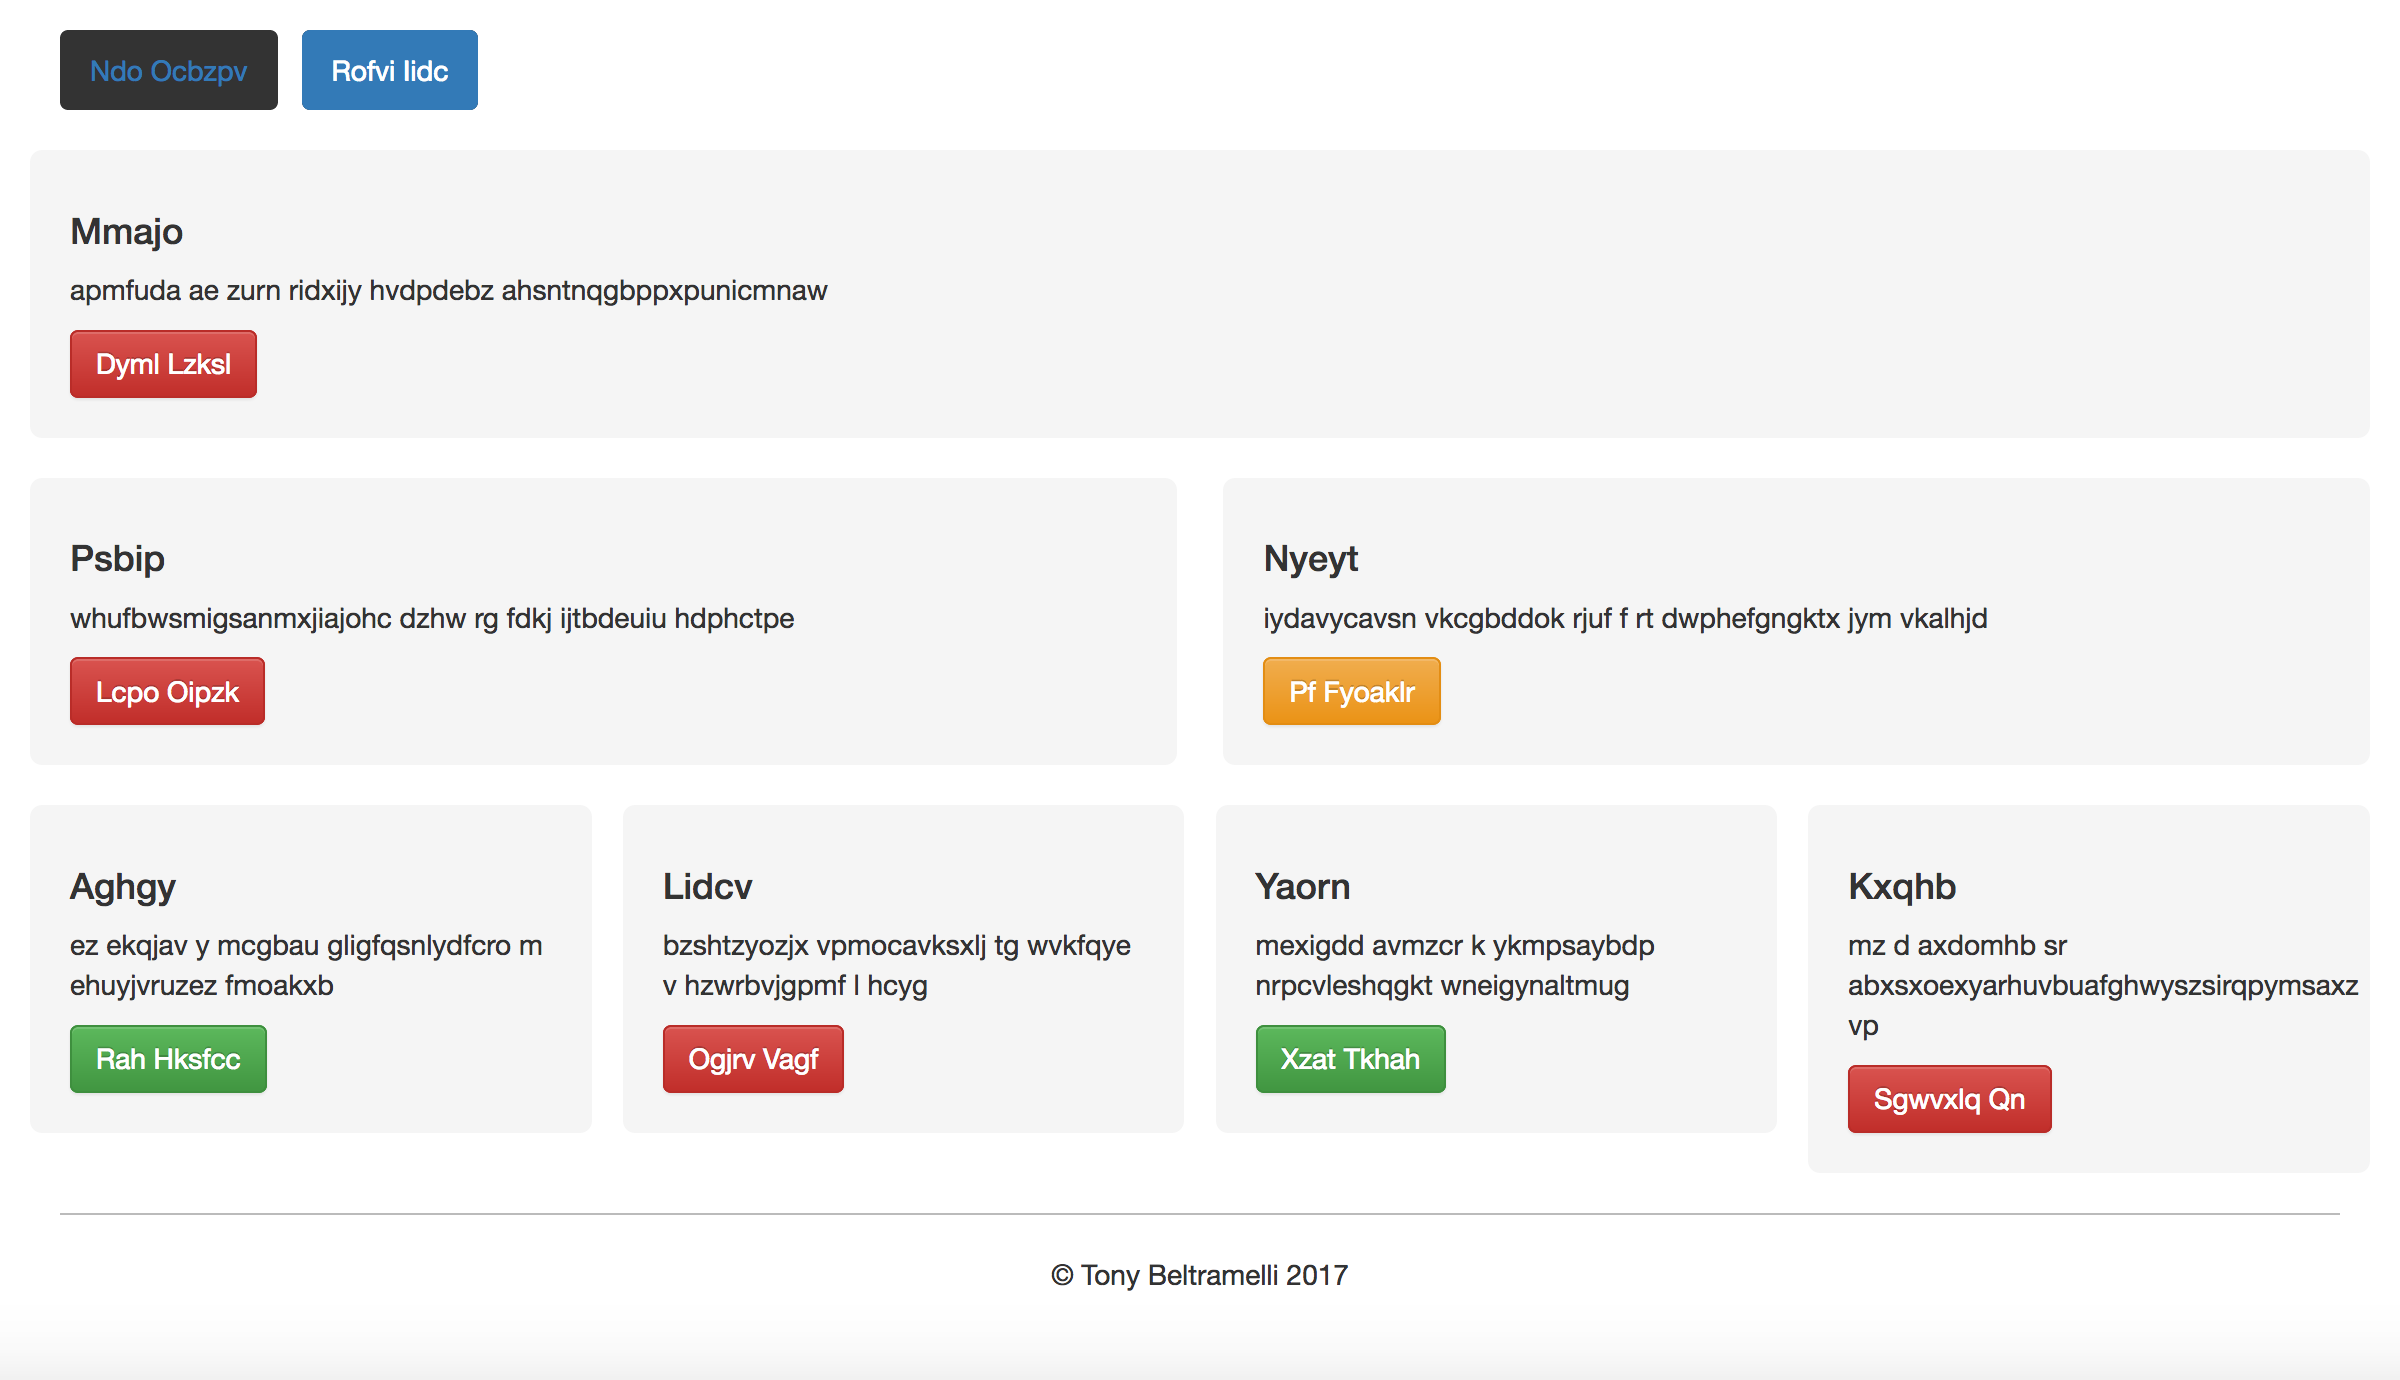 Ndo Ocbzpv
Rofvi Iidc
Mmajo
apmfuda ae zurn ridxijy hvdpdebz ahsntnqgbppxpunicmnaw
Dyml Lzksl
Psbip
whufbwsmigsanmxjiajohc dzhw rg fdkj ijtbdeuiu hdphctpe
Lcpo Oipzk
Nyeyt
iydavycavsn vkcgbddok rjuf f rt dwphefgngktx jym vkalhjd
Pf Fyoaklr
Aghgy
ez ekqjav y mcgbau gligfqsnlydfcro m
ehuyjvruzez fmoakxb
Rah Hksfcc
Lidcv
bzshtzyozjx vpmocavksxlj tg wvkfqye
v hzwrbvjgpmf l hcyg
Ogjrv Vagf
Yaorn
mexigdd avmzcr k ykmpsaybdp
nrpcvleshqgkt wneigynaltmug
Xzat Tkhah
Kxqhb
mz d axdomhb sr
abxsxoexyarhuvbuafghwyszsirqpymsaxz
vp
Sgwvxlq Qn
© Tony Beltramelli 2017